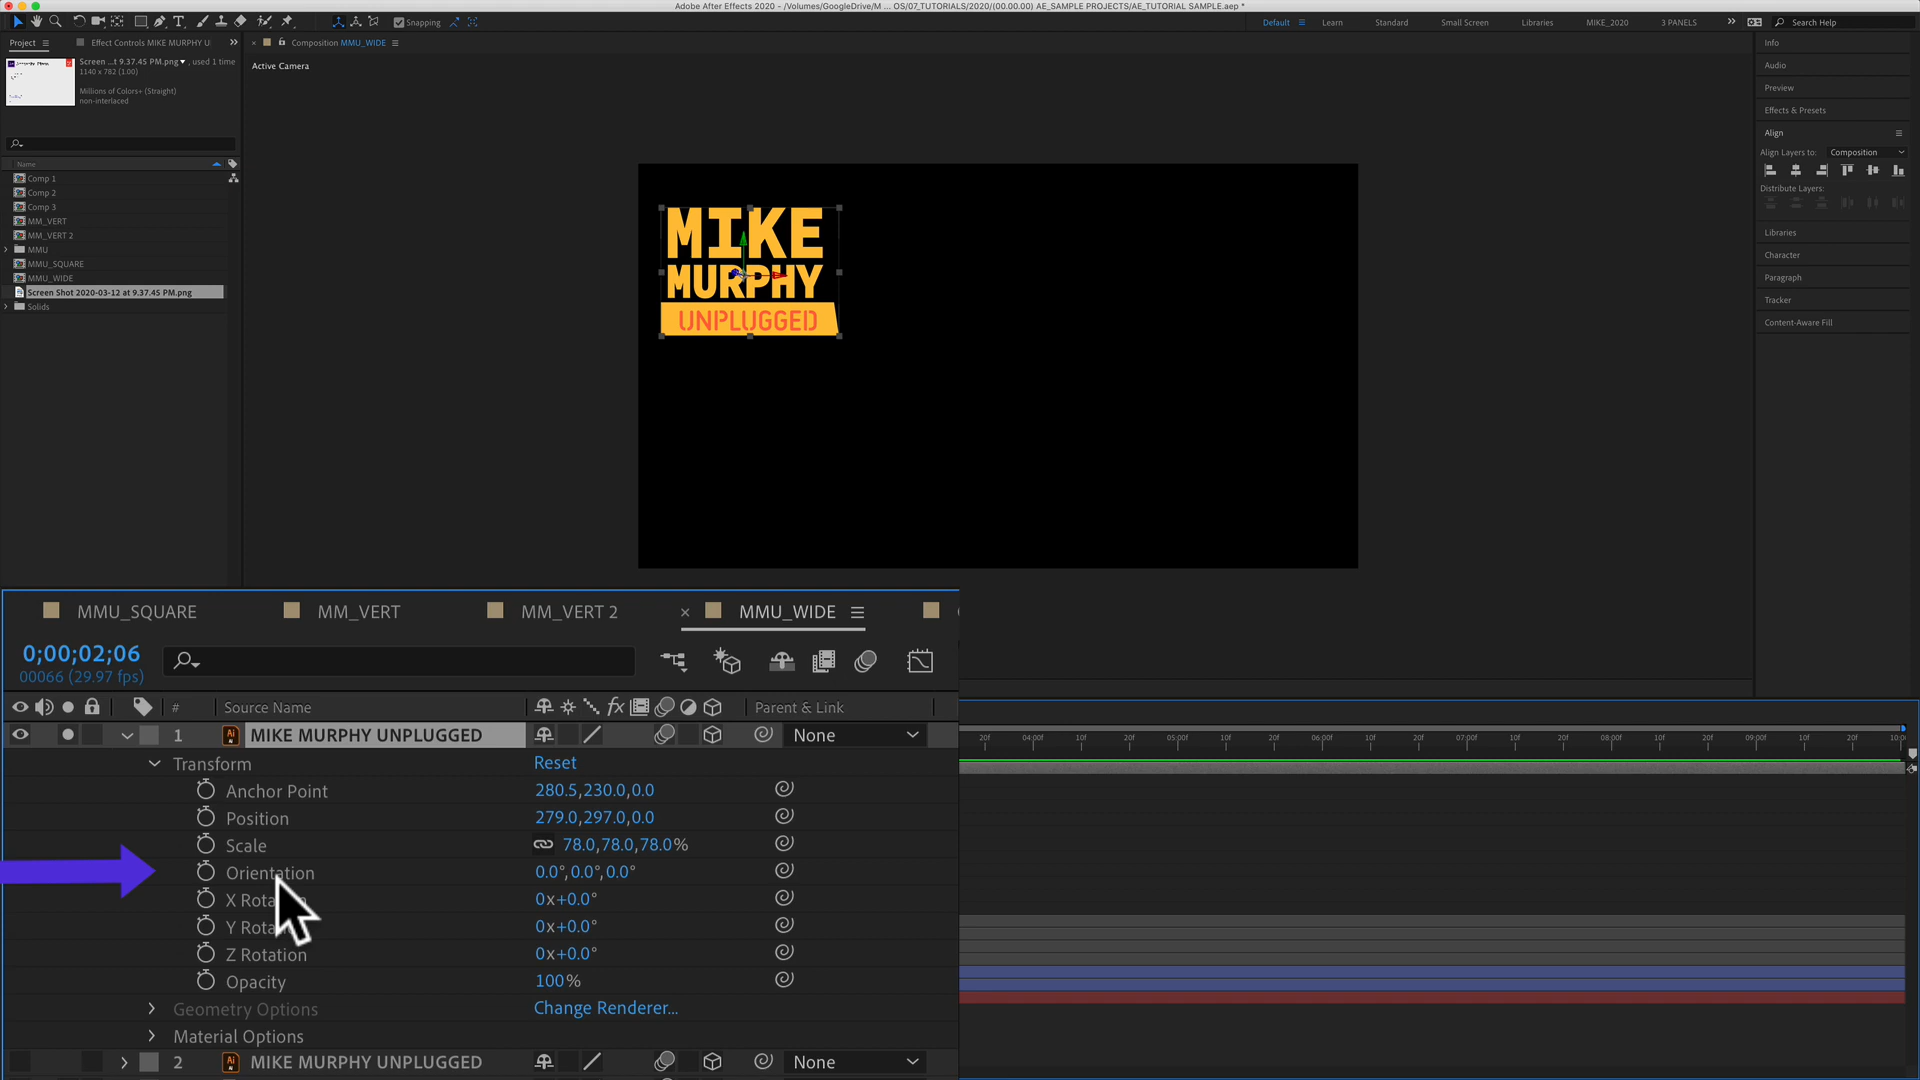 Adobe After Effects 2020 - /Volumes/GoogleDrive/M ... OS/07_TUTORIALS/2020/(00.00.00) AE_SAMPLE PROJECTS/AE_TUTORIAL SAMPLE.aep *
Snapping
Default
Learn
Standard
Small Screen
Libraries
MIKE_2020
3 PANELS
Search Help
Project
Effect Controls MIKE MURPHY U
Composition MMU_WIDE
Screen ...t 9.37.45 PM.png , used 1 time
1140 x 782 (1.00)
Millions of Colors+ (Straight)
non-interlaced
Active Camera
Name
Comp 1
Comp 2
Comp 3
MM_VERT
MM_VERT 2
MMU
MMU_SQUARE
MMU_WIDE
Screen Shot 2020-03-12 at 9.37.45 PM.png
Solids
MIKE
MURPHY
UNPLUGGED
Info
Audio
Preview
Effects & Presets
Align
Align Layers to: Composition
Distribute Layers:
Libraries
Character
Paragraph
Tracker
Content-Aware Fill
MMU_SQUARE
MM_VERT
MM_VERT 2
MMU_WIDE
0;00;02;06
00066 (29.97 fps)
# Source Name
fx
Parent & Link
1 Ai MIKE MURPHY UNPLUGGED None
Transform Reset
Anchor Point 280.5,230.0,0.0
Position 279.0,297.0,0.0
Scale 78.0,78.0,78.0%
Orientation 0.0°,0.0°,0.0°
X Rota 0x+0.0°
Y Rota 0x+0.0°
Z Rotation 0x+0.0°
Opacity 100%
Geometry Options Change Renderer...
Material Options
2 Ai MIKE MURPHY UNPLUGGED None
20f 04:00f 10f 20f 05:00f 10f 20f 06:00f 10f 20f 07:00f 10f 20f 08:00f 10f 20f 09:00f 10f 20f 10:0